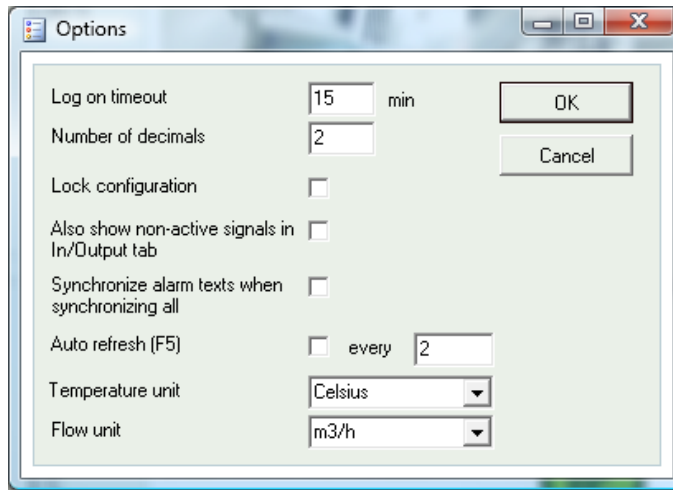 Options
Log on timeout 15 min OK
Number of decimals 2
Cancel
Lock configuration
Also show non-active signals in
In/Output tab
Synchronize alarm texts when
synchronizing all
Auto refresh (F5) every 2
Temperature unit Celsius
Flow unit m3/h